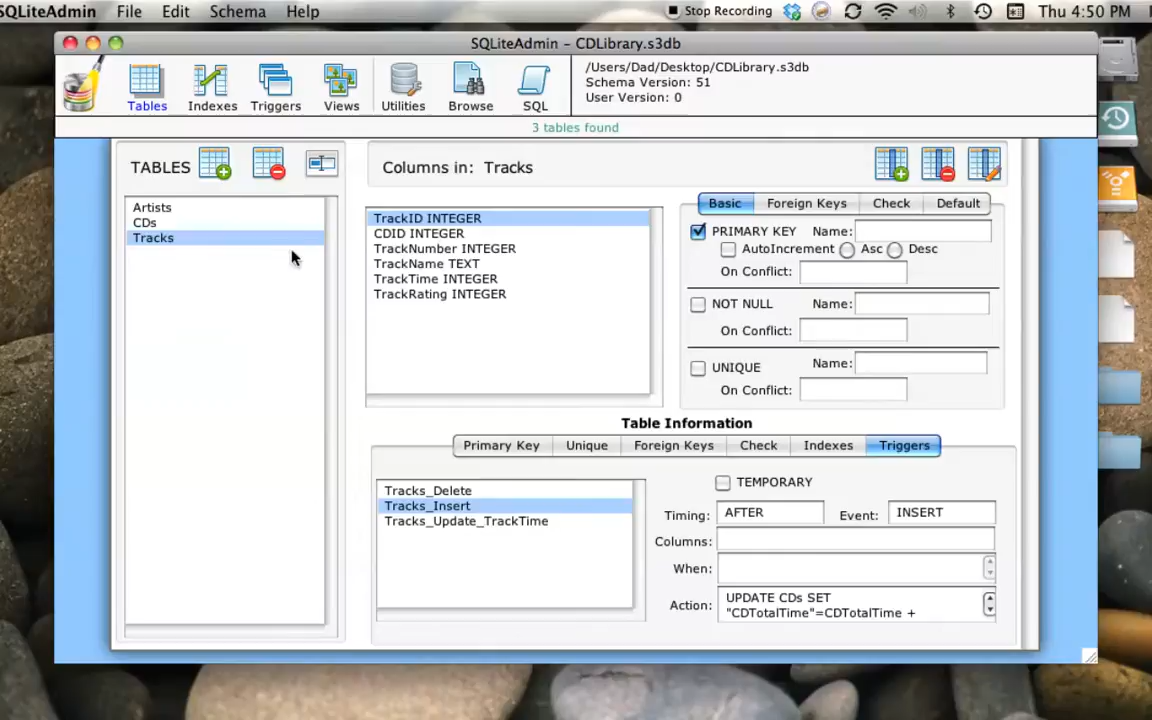 SQLiteAdmin File Edit Schema Help Stop Recording Thu 4:50 PM
SQLiteAdmin - CDLibrary.s3db
Tables Indexes Triggers Views Utilities Browse SQL
/Users/Dad/Desktop/CDLibrary.s3db
Schema Version: 51
User Version: 0
3 tables found
TABLES
Artists
CDs
Tracks
Columns in: Tracks
TrackID INTEGER
CDID INTEGER
TrackNumber INTEGER
TrackName TEXT
TrackTime INTEGER
TrackRating INTEGER
Basic Foreign Keys Check Default
PRIMARY KEY Name:
AutoIncrement Asc Desc
On Conflict:
NOT NULL Name:
On Conflict:
UNIQUE Name:
On Conflict:
Table Information
Primary Key Unique Foreign Keys Check Indexes Triggers
Tracks_Delete
Tracks_Insert
Tracks_Update_TrackTime
TEMPORARY
Timing: AFTER Event: INSERT
Columns:
When:
Action: UPDATE CDs SET
"CDTotalTime"=CDTotalTime +